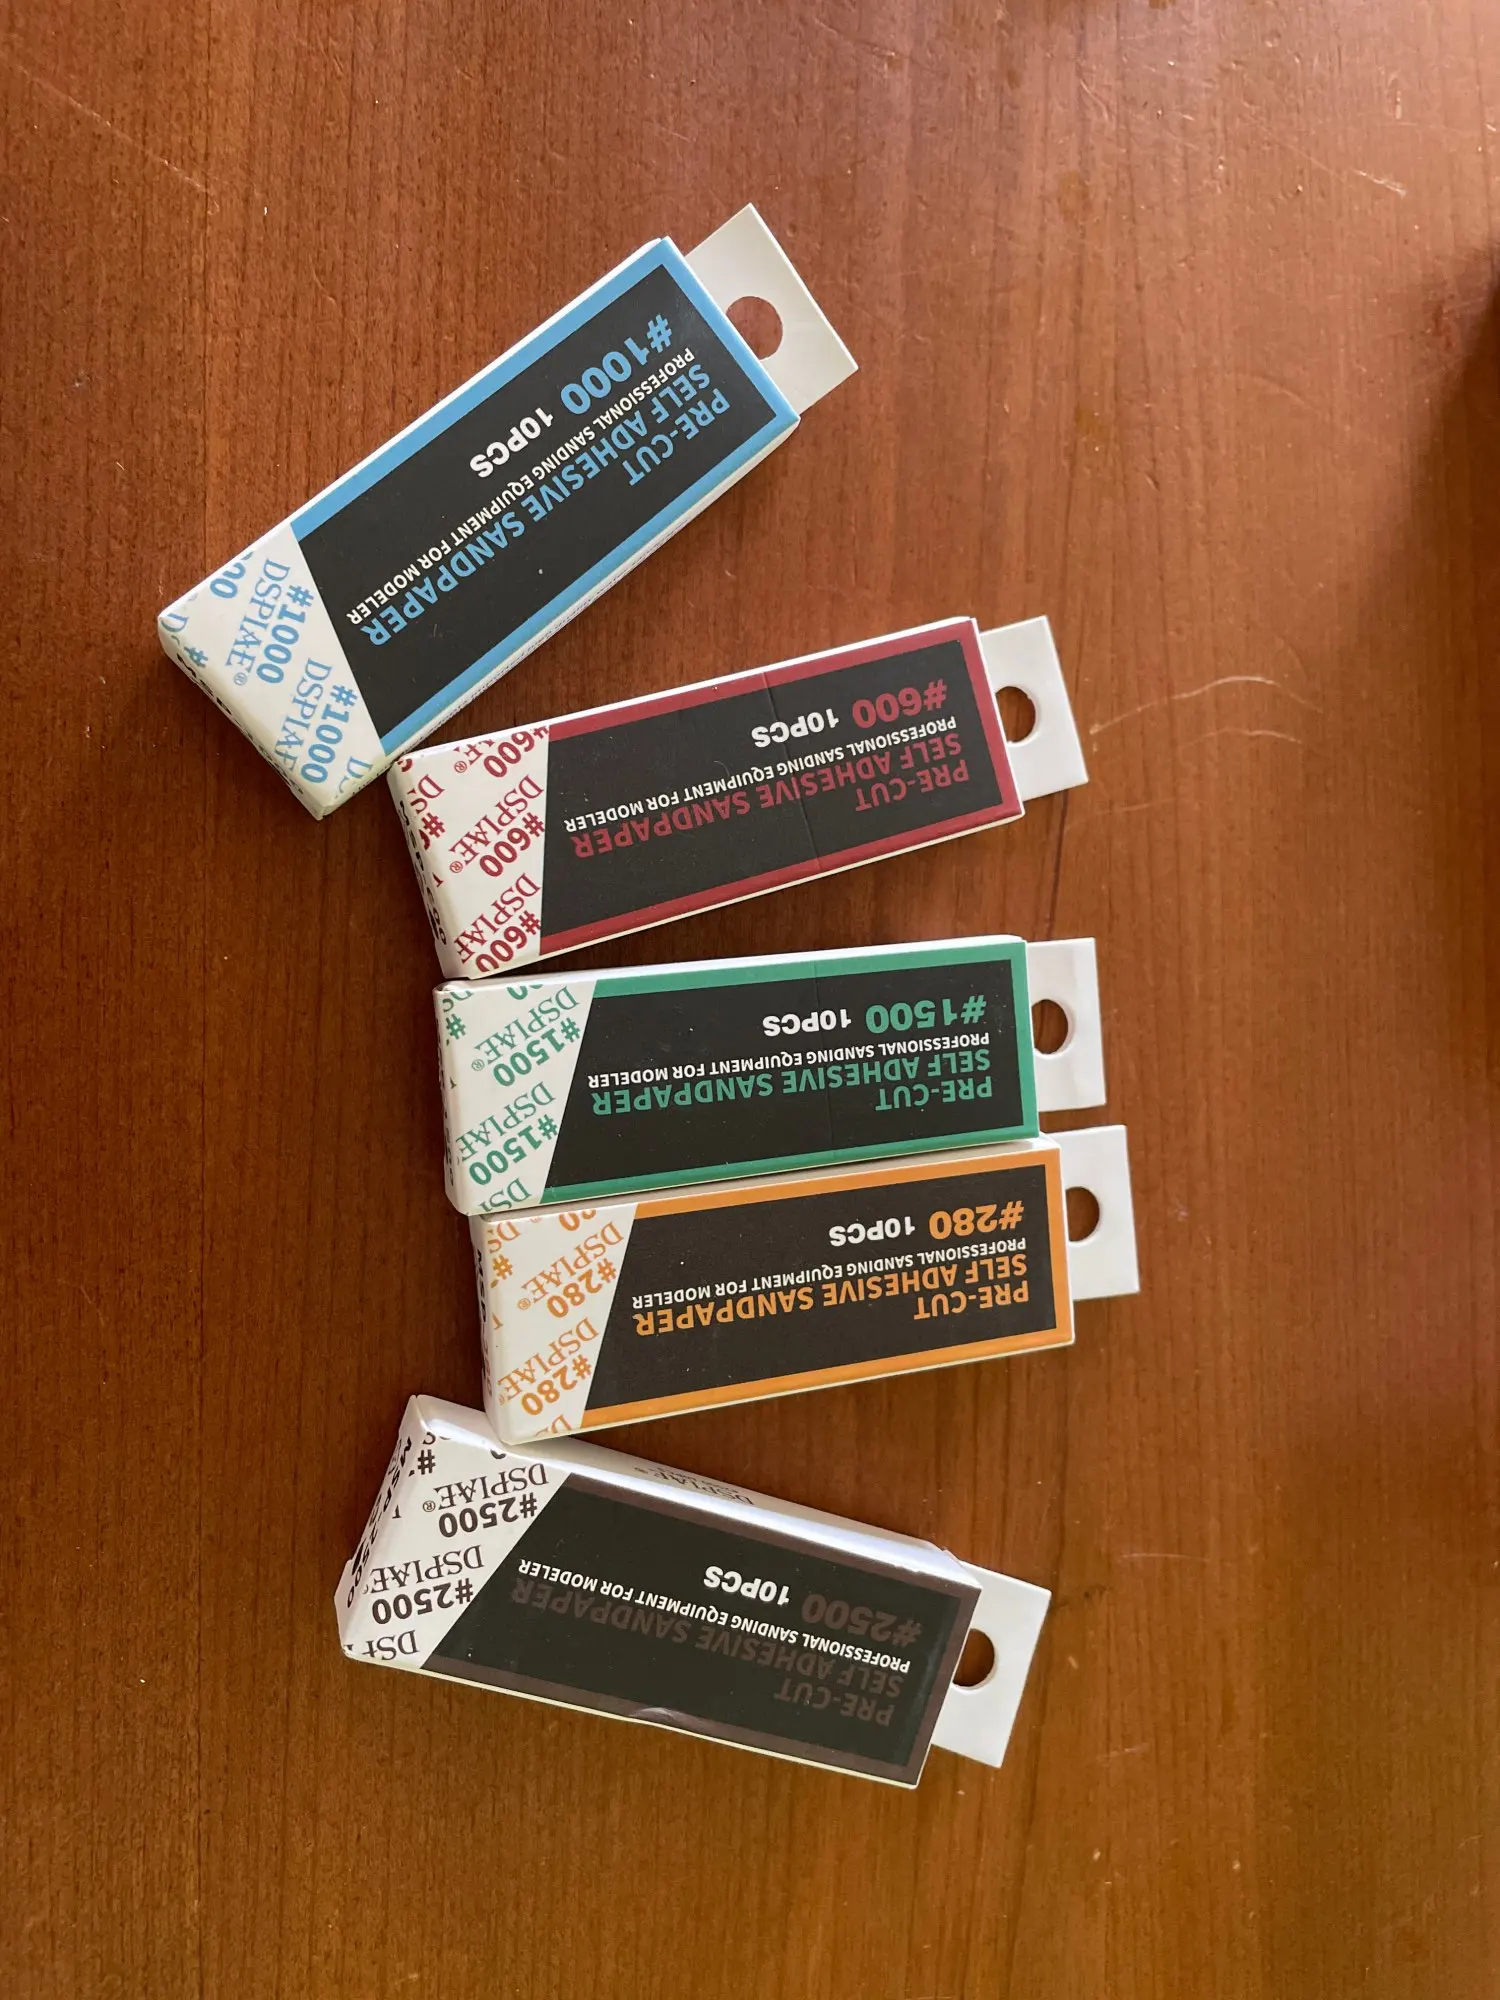 PRE-CUT
SELF ADHESIVE SANDPAPER
PROFESSIONAL SANDING EQUIPMENT FOR MODELER
#1000 10PCS
#1000
DSPIAE®
#1000
DSPIAE
PRE-CUT
SELF ADHESIVE SANDPAPER
PROFESSIONAL SANDING EQUIPMENT FOR MODELER
#600 10PCS
#600
DSPIAE
#600
DSPIAE®
#600
PRE-CUT
SELF ADHESIVE SANDPAPER
PROFESSIONAL SANDING EQUIPMENT FOR MODELER
#1500 10PCS
#1500
DSPIAE
#1500
DSPIAE®
PRE-CUT
SELF ADHESIVE SANDPAPER
PROFESSIONAL SANDING EQUIPMENT FOR MODELER
#280 10PCS
#280
DSPIAE®
#280
DSPIAE®
PRE-CUT
SELF ADHESIVE SANDPAPER
PROFESSIONAL SANDING EQUIPMENT FOR MODELER
#2500 10PCS
#2500
DSPIAE
#2500
DSPIAE®
DSPIAE®